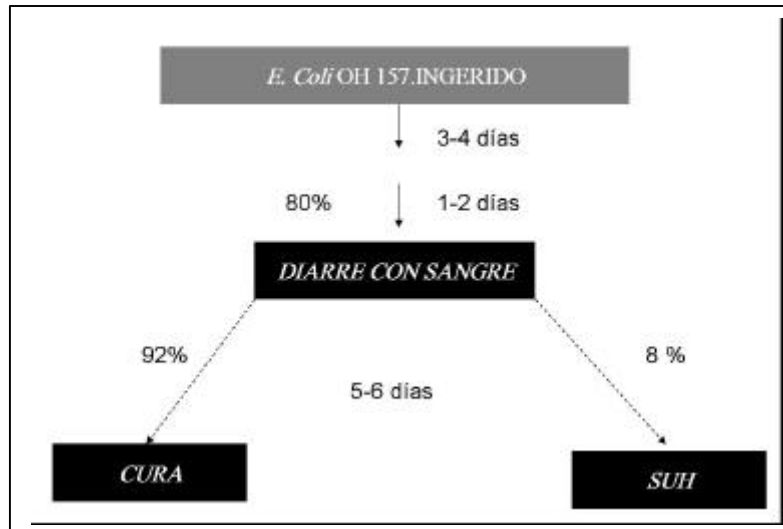 E. Coli OH 157.INGERIDO
3-4 días
80%
1-2 días
DIARRE CON SANGRE
92%
8 %
5-6 días
CURA
SUH